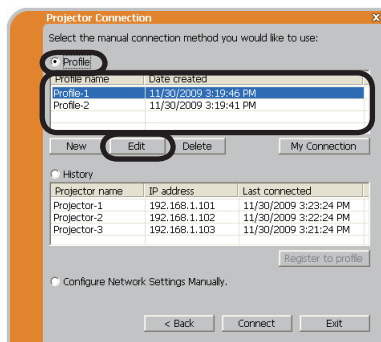 Projector Connection x
Select the manual connection method you would like to use:
Profile
Profile name Date created
Profile-1 11/30/2009 3:19:46 PM
Profile-2 11/30/2009 3:19:41 PM
New Edit Delete My Connection
History
Projector name IP address Last connected
Projector-1 192.168.1.101 11/30/2009 3:23:24 PM
Projector-2 192.168.1.102 11/30/2009 3:22:24 PM
Projector-3 192.168.1.103 11/30/2009 3:21:24 PM
Register to profile
Configure Network Settings Manually.
< Back Connect Exit